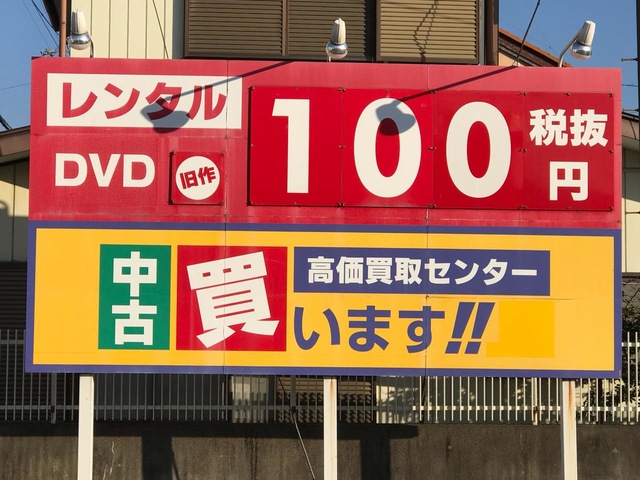 レンタル
DVD 旧作
100 税抜
円
中古
買います!!
高価買取センター